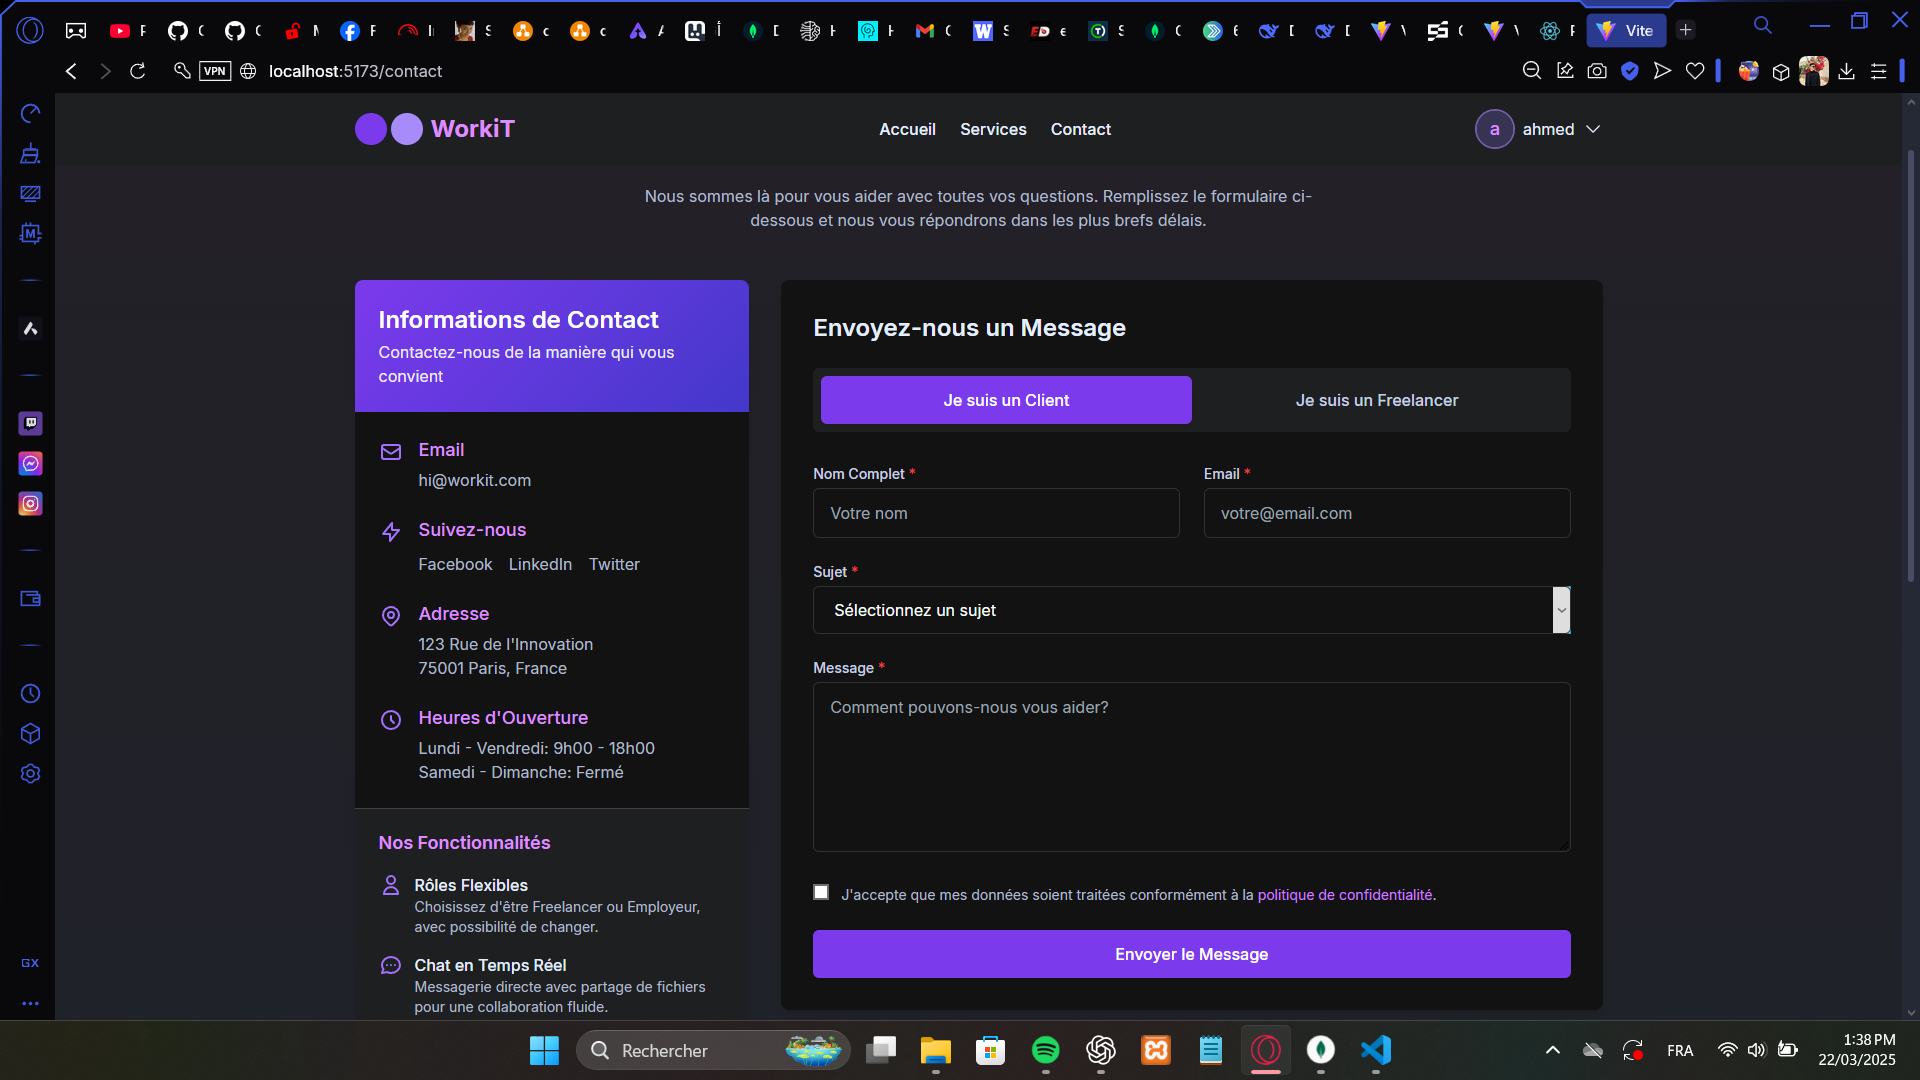 Vite
VPN
localhost:5173/contact
WorkiT
Accueil
Services
Contact
a
ahmed
Nous sommes là pour vous aider avec toutes vos questions. Remplissez le formulaire ci-
dessous et nous vous répondrons dans les plus brefs délais.
Informations de Contact
Contactez-nous de la manière qui vous
convient
Email
hi@workit.com
Suivez-nous
Facebook LinkedIn Twitter
Adresse
123 Rue de l'Innovation
75001 Paris, France
Heures d'Ouverture
Lundi - Vendredi: 9h00 - 18h00
Samedi - Dimanche: Fermé
Nos Fonctionnalités
Rôles Flexibles
Choisissez d'être Freelancer ou Employeur,
avec possibilité de changer.
Chat en Temps Réel
Messagerie directe avec partage de fichiers
pour une collaboration fluide.
Envoyez-nous un Message
Je suis un Client
Je suis un Freelancer
Nom Complet *
Votre nom
Email *
votre@email.com
Sujet *
Sélectionnez un sujet
Message *
Comment pouvons-nous vous aider?
J'accepte que mes données soient traitées conformément à la politique de confidentialité.
Envoyer le Message
GX
Rechercher
FRA
1:38 PM
22/03/2025